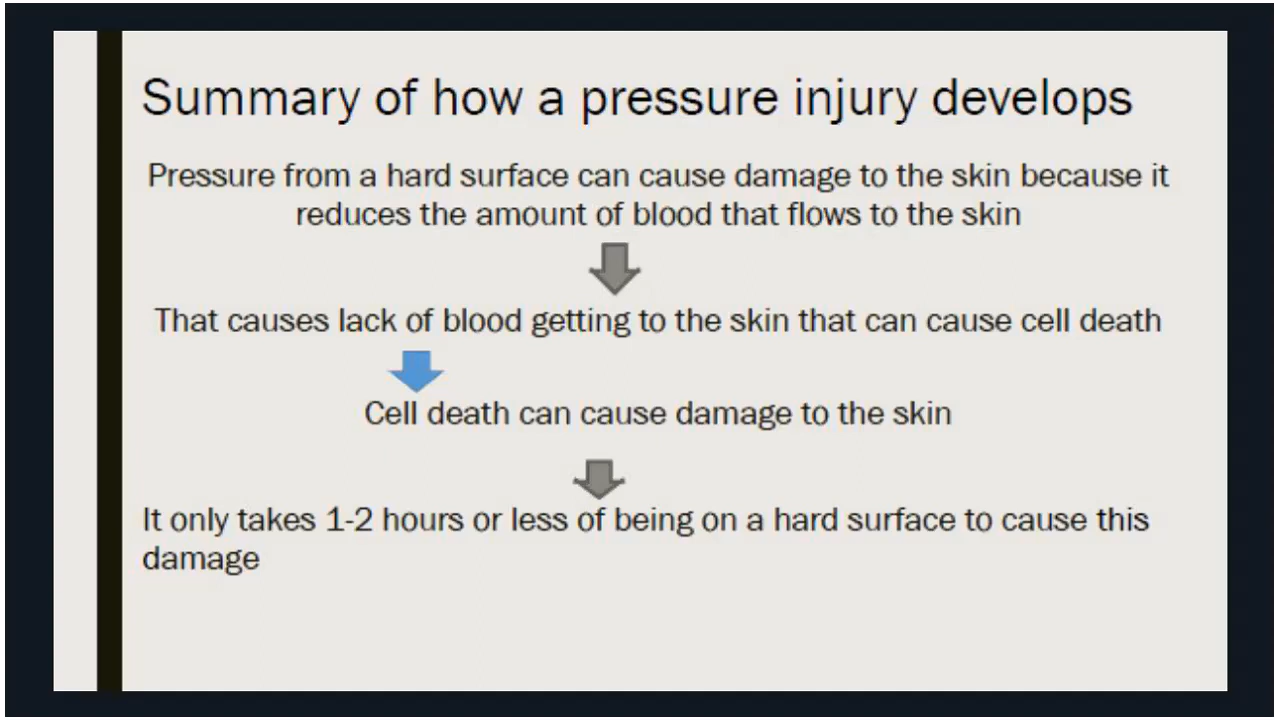 Summary of how a pressure injury develops
Pressure from a hard surface can cause damage to the skin because it
reduces the amount of blood that flows to the skin
That causes lack of blood getting to the skin that can cause cell death
Cell death can cause damage to the skin
It only takes 1-2 hours or less of being on a hard surface to cause this
damage